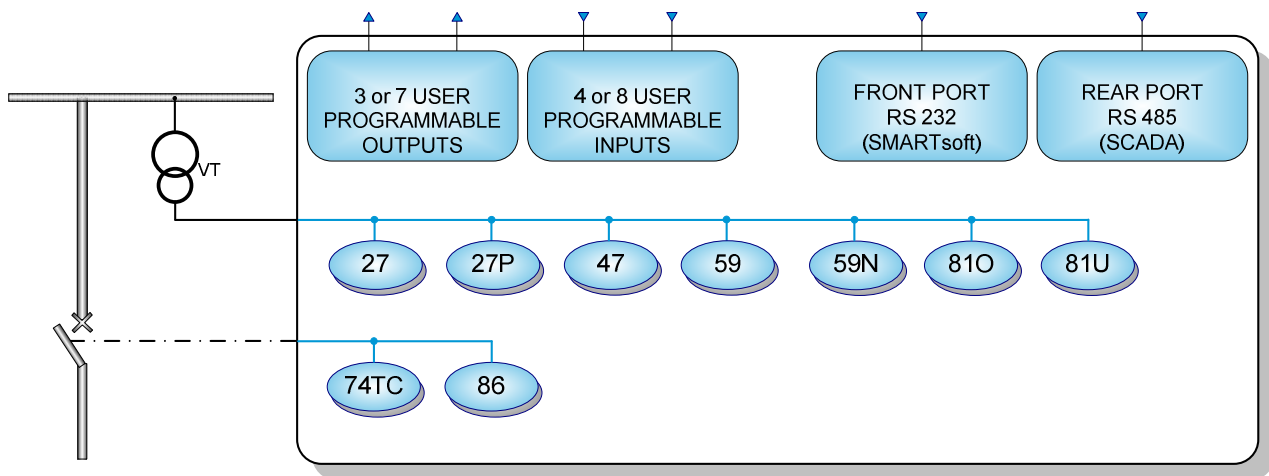 3 or 7 USER
PROGRAMMABLE
OUTPUTS
4 or 8 USER
PROGRAMMABLE
INPUTS
FRONT PORT
RS 232
(SMARTsoft)
REAR PORT
RS 485
(SCADA)
VT
27
27P
47
59
59N
81O
81U
74TC
86